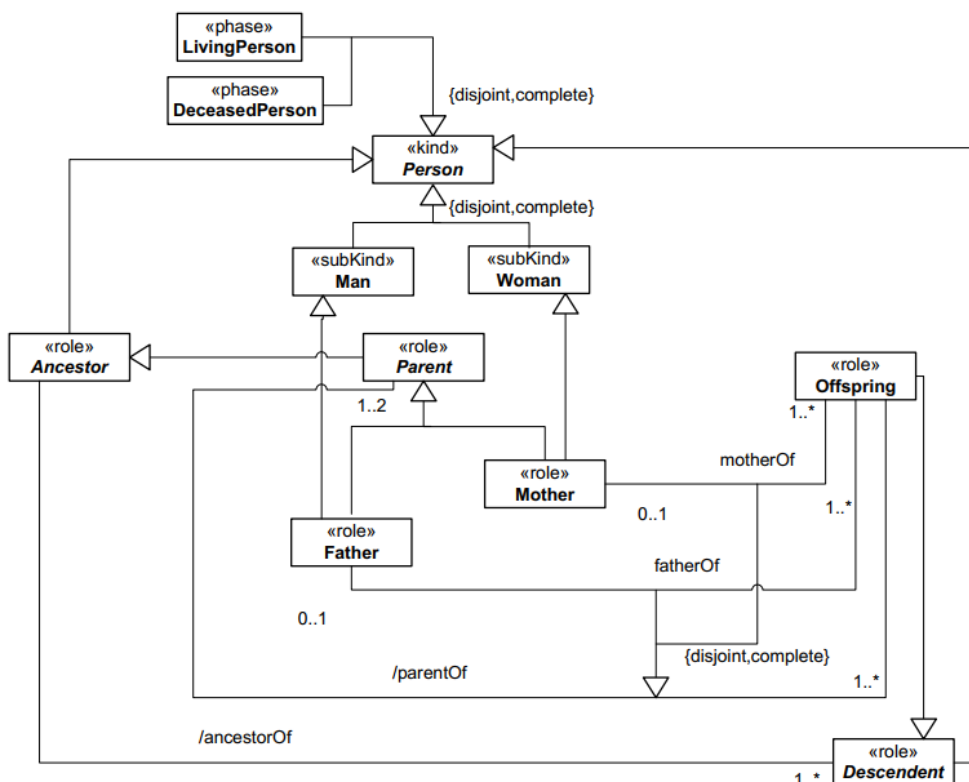 «phase»
LivingPerson
«phase»
DeceasedPerson
{disjoint,complete}
«kind»
Person
{disjoint,complete}
«subKind»
Man
«subKind»
Woman
«role»
Ancestor
«role»
Parent
«role»
Offspring
1..2
1..*
motherOf
«role»
Mother
0..1
1..*
«role»
Father
fatherOf
0..1
{disjoint,complete}
/parentOf
1..*
/ancestorOf
«role»
Descendent
1..*